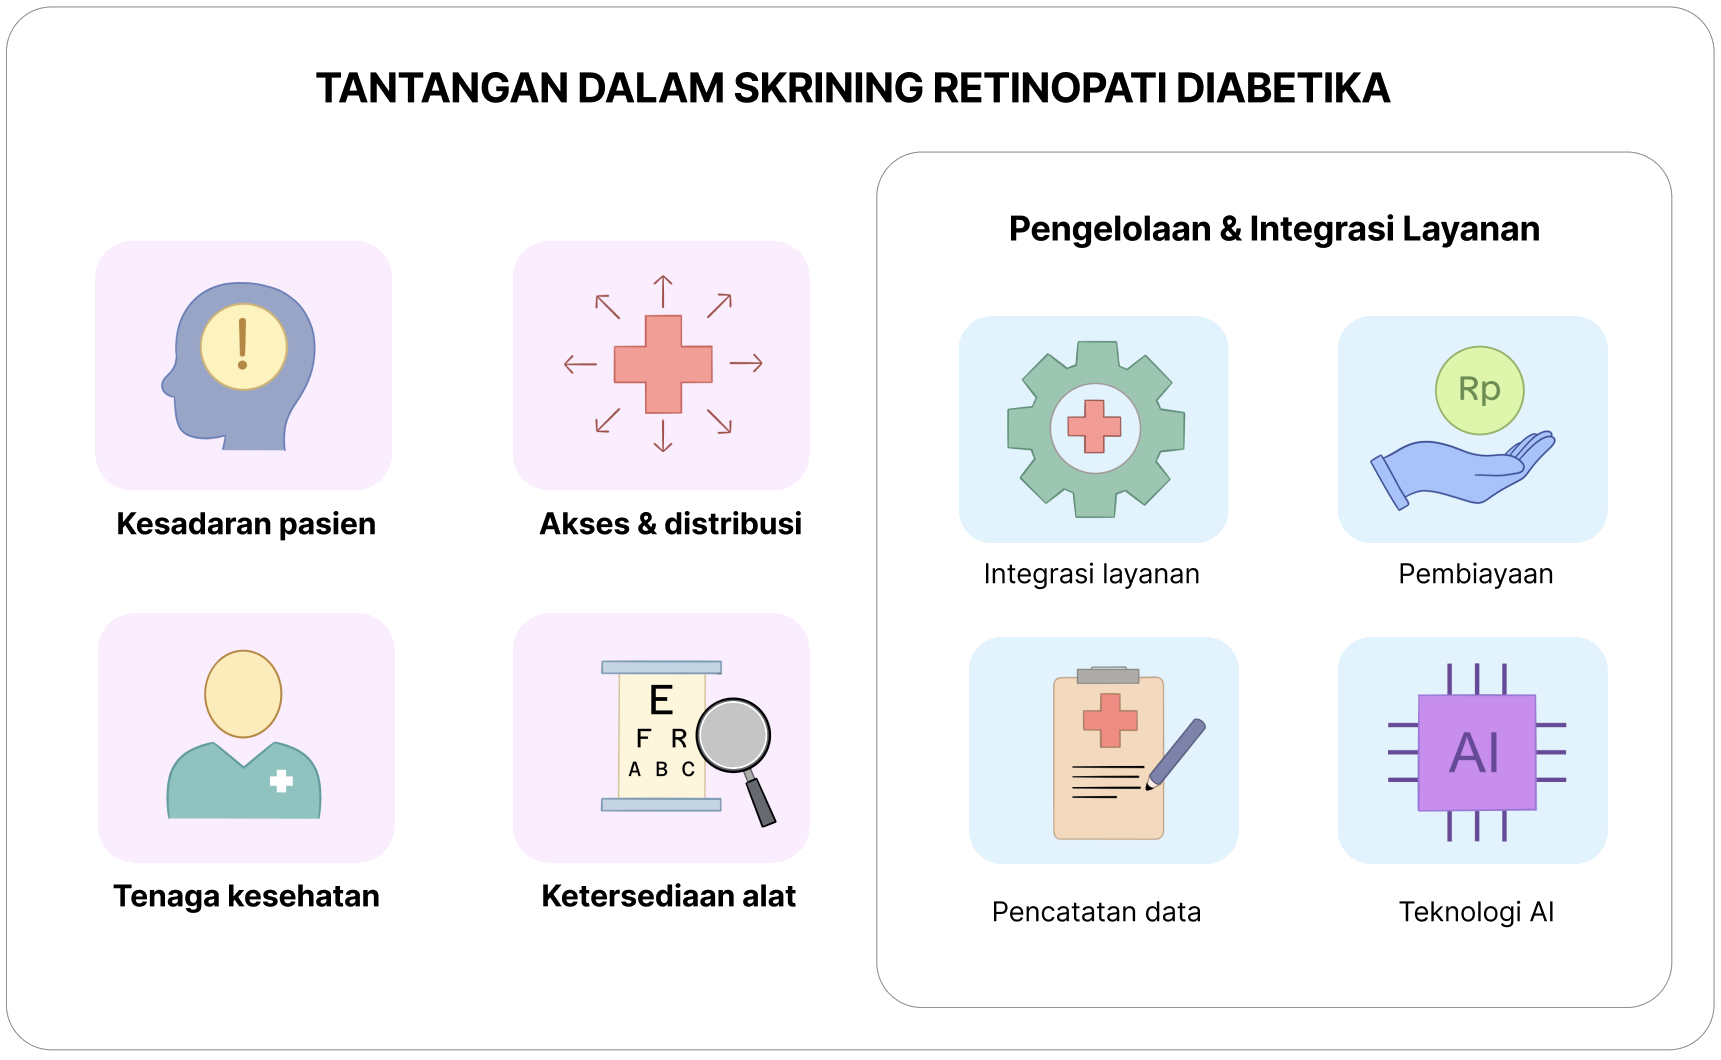 TANTANGAN DALAM SKRINING RETINOPATI DIABETIKA
Kesadaran pasien
Akses & distribusi
E
F R
A B C
Tenaga kesehatan
Ketersediaan alat
Pengelolaan & Integrasi Layanan
Rp
Integrasi layanan
Pembiayaan
AI
Pencatatan data
Teknologi AI